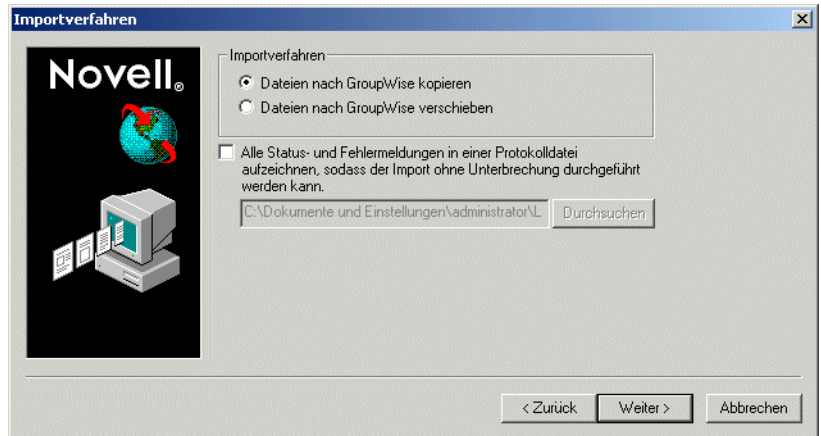 Importverfahren
Novell®
Importverfahren
Dateien nach GroupWise kopieren
Dateien nach GroupWise verschieben
Alle Status- und Fehlermeldungen in einer Protokolldatei
aufzeichnen, sodass der Import ohne Unterbrechung durchgeführt
werden kann.
C:\Dokumente und Einstellungen\administrator\L
Durchsuchen
< Zurück
Weiter >
Abbrechen